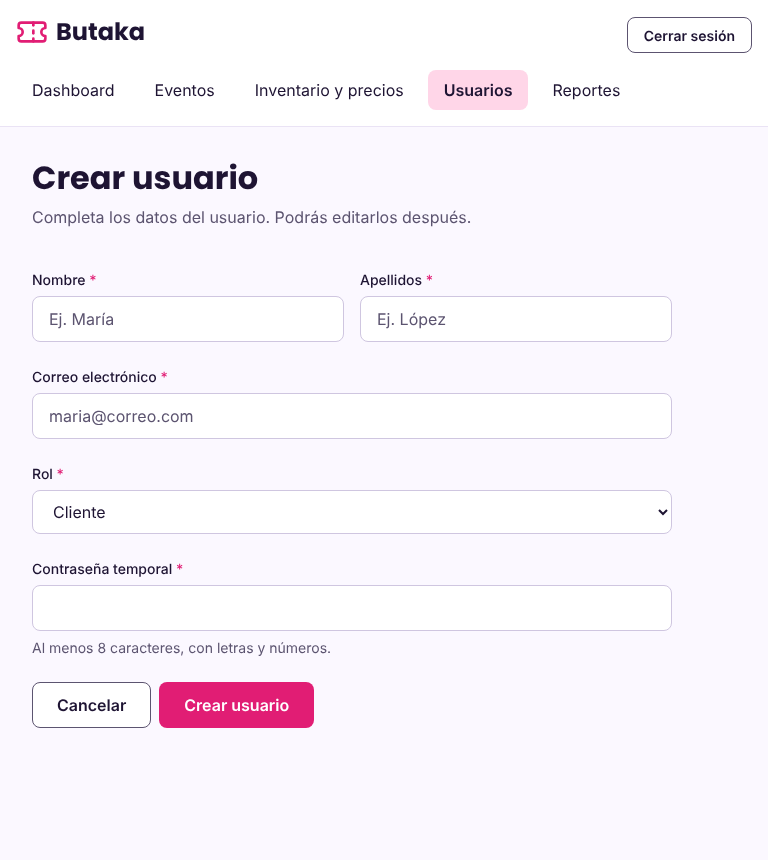 Butaka
Cerrar sesión
Dashboard Eventos Inventario y precios Usuarios Reportes
Crear usuario
Completa los datos del usuario. Podrás editarlos después.
Nombre * Apellidos *
Ej. María Ej. López
Correo electrónico *
maria@correo.com
Rol *
Cliente
Contraseña temporal *
Al menos 8 caracteres, con letras y números.
Cancelar Crear usuario